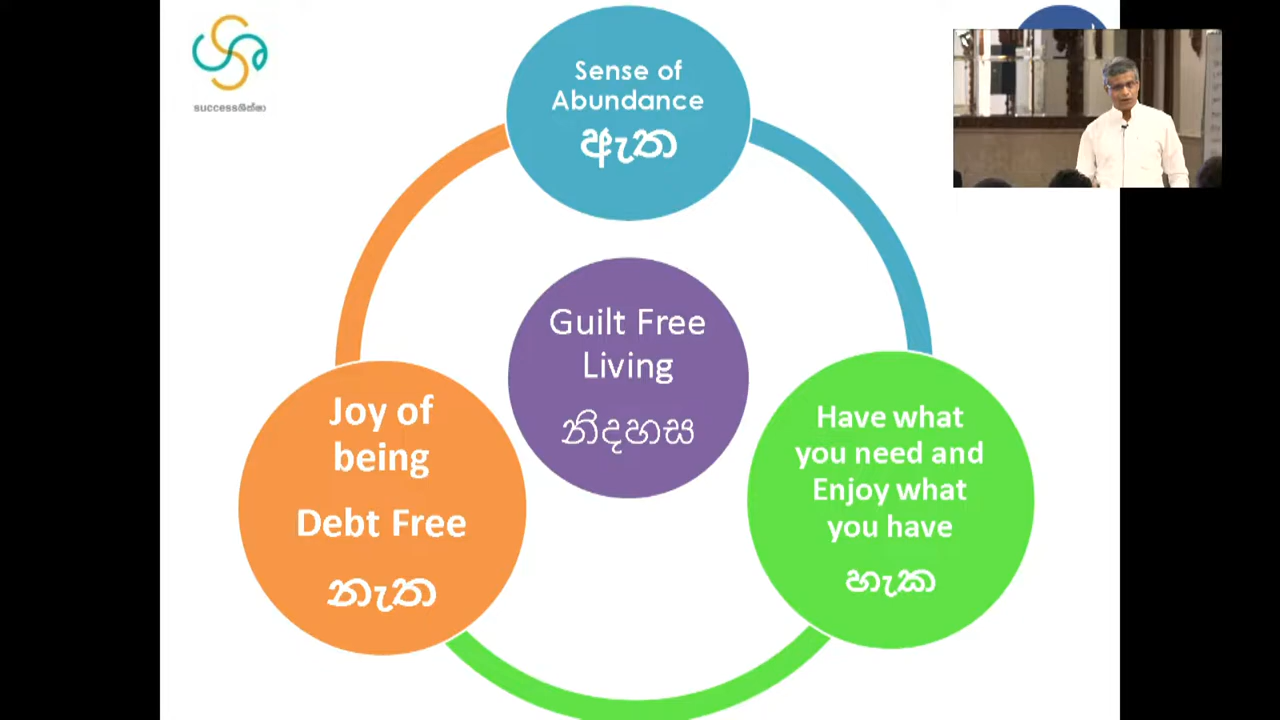 successශික්ෂා
Sense of
Abundance
ඇත
Guilt Free
Living
නිදහස
Joy of
being
Debt Free
නැත
Have what
you need and
Enjoy what
you have
හැක